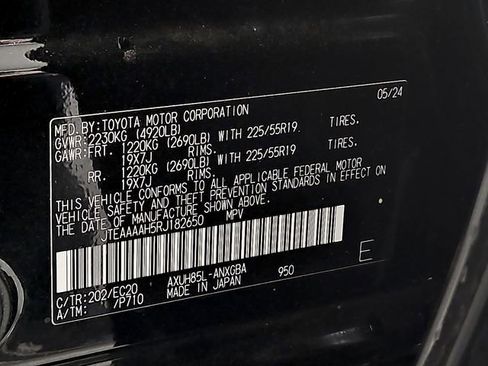 MFD.BY:TOYOTA MOTOR CORPORATION 05/24
GVWR:2230KG (4920LB)
GAWR:FRT. 1220KG (2690LB) WITH 225/55R19 TIRES.
19X7J RIMS.
RR. 1220KG (2690LB) WITH 225/55R19 TIRES.
19X7J RIMS.
THIS VEHICLE CONFORMS TO ALL APPLICABLE FEDERAL MOTOR
VEHICLE SAFETY AND THEFT PREVENTION STANDARDS IN EFFECT ON
THE DATE OF MANUFACTURE SHOWN ABOVE.
JTEAAAAH5RJ182650 MPV
E
C/TR:202/EC20 AXUH85L-ANXGBA 950
A/TM: /P710 MADE IN JAPAN